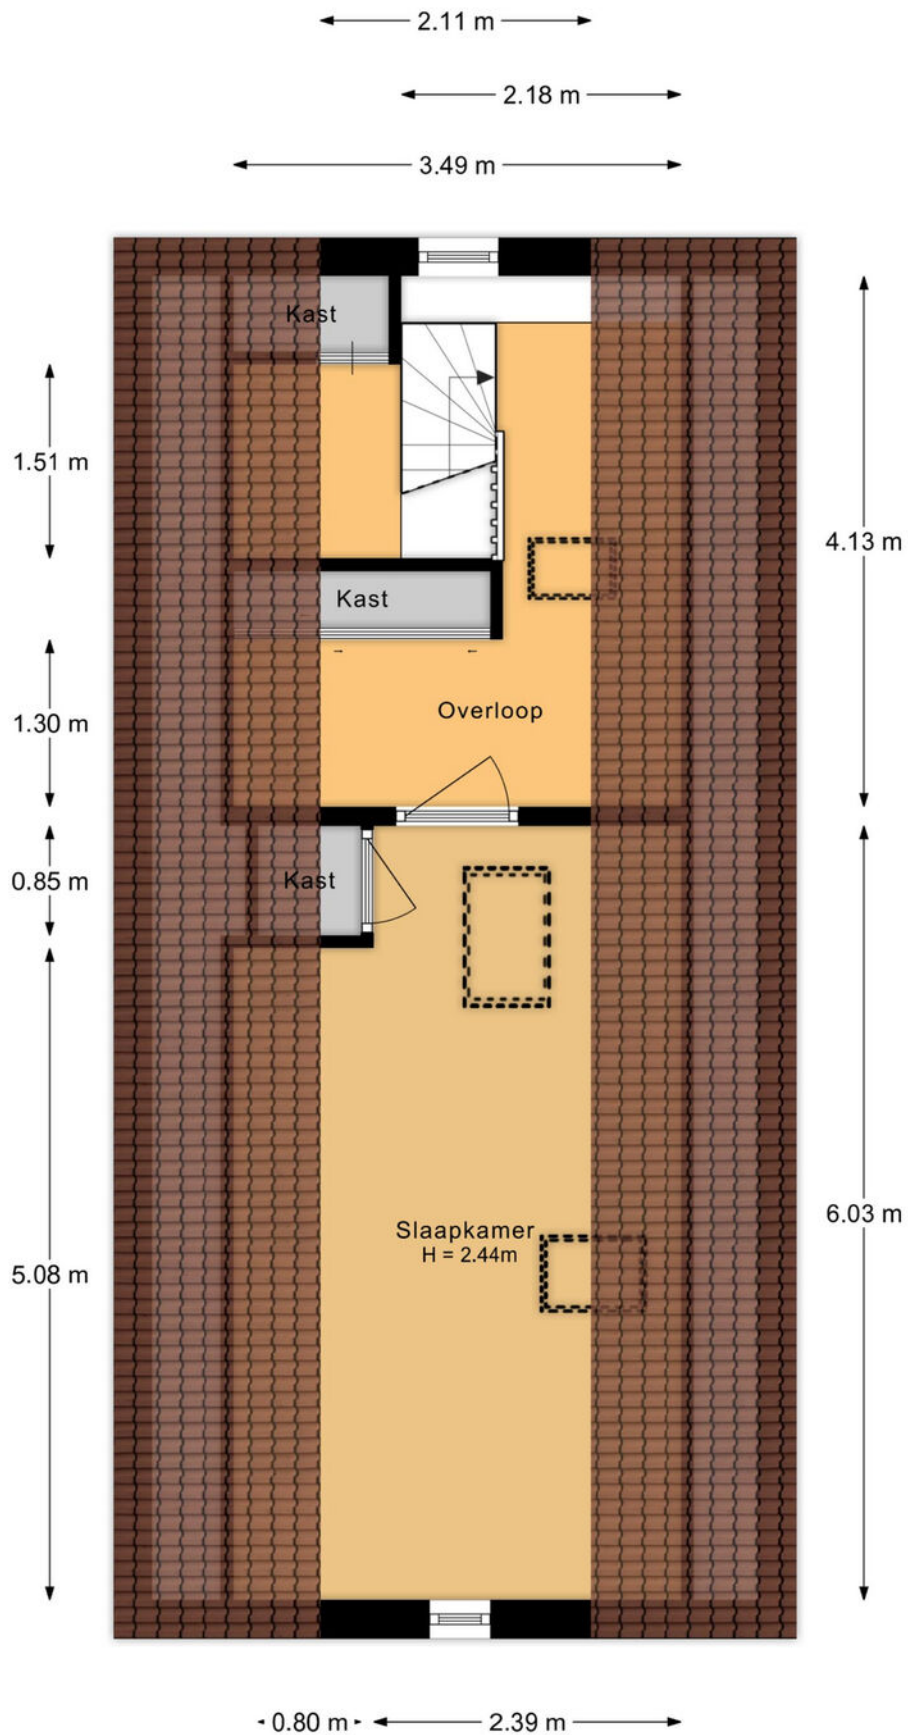 2.11 m
2.18 m
3.49 m
Kast
1.51 m
4.13 m
Kast
Overloop
1.30 m
Kast
0.85 m
6.03 m
Slaapkamer
H = 2.44m
5.08 m
0.80 m
2.39 m